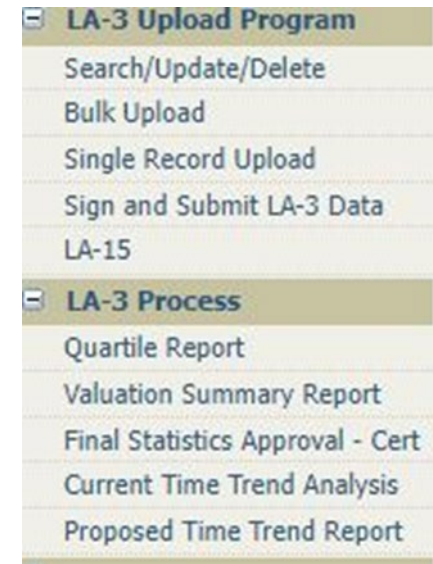 LA-3 Upload Program
Search/Update/Delete
Bulk Upload
Single Record Upload
Sign and Submit LA-3 Data
LA-15
LA-3 Process
Quartile Report
Valuation Summary Report
Final Statistics Approval - Cert
Current Time Trend Analysis
Proposed Time Trend Report